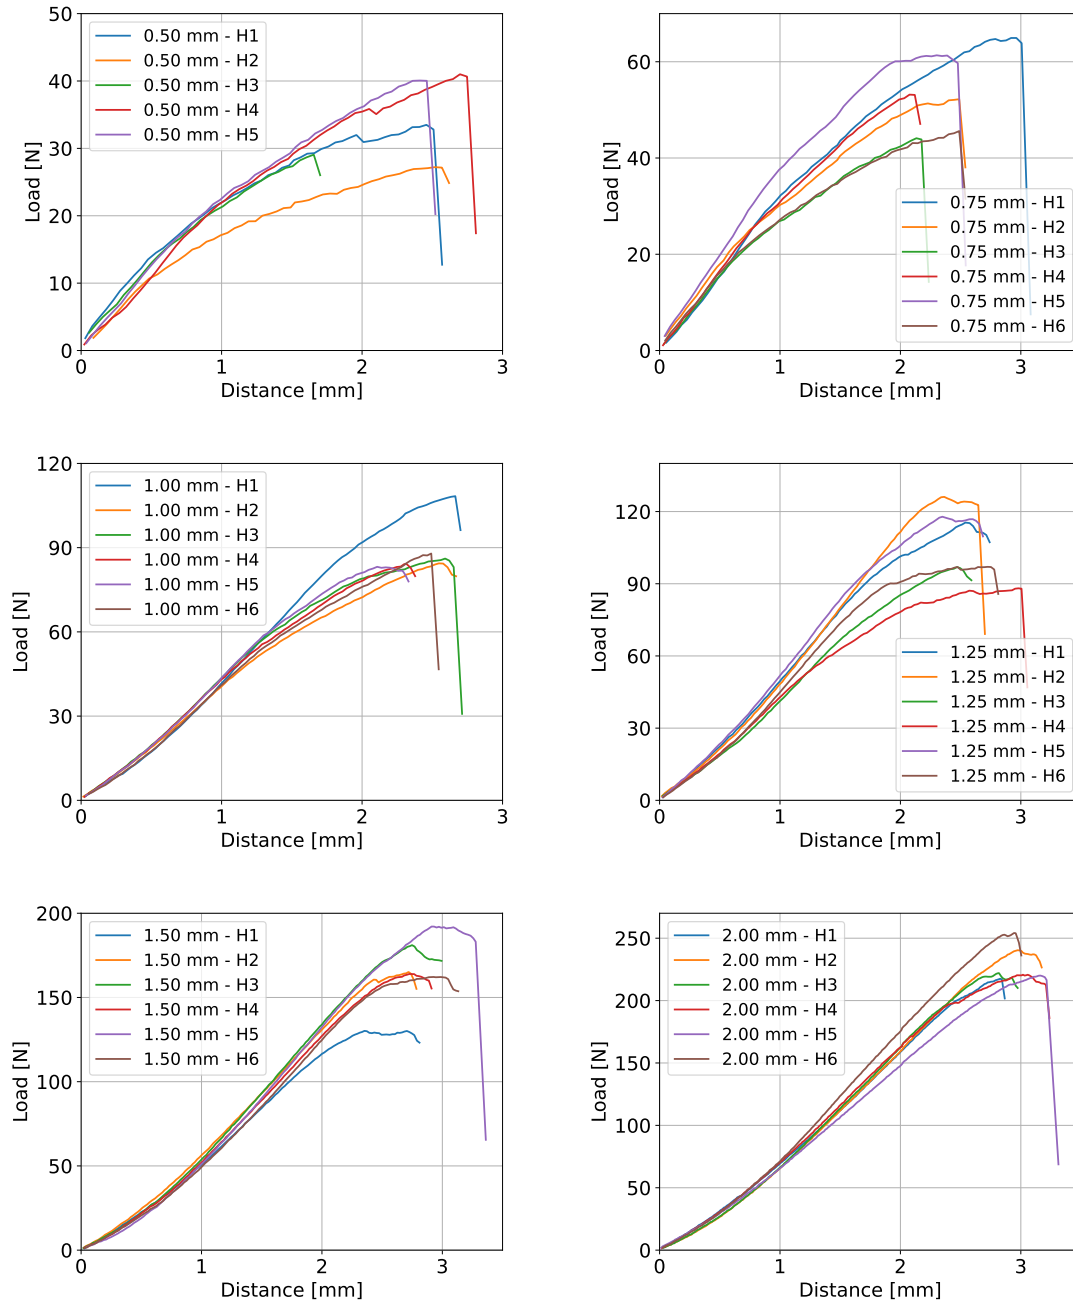 50
40
30
20
10
0
0.50 mm - H1
0.50 mm - H2
0.50 mm - H3
0.50 mm - H4
0.50 mm - H5
Load [N]
0 1 2 3
Distance [mm]
60
40
20
0
0.75 mm - H1
0.75 mm - H2
0.75 mm - H3
0.75 mm - H4
0.75 mm - H5
0.75 mm - H6
Load [N]
0 1 2 3
Distance [mm]
120
90
60
30
0
1.00 mm - H1
1.00 mm - H2
1.00 mm - H3
1.00 mm - H4
1.00 mm - H5
1.00 mm - H6
Load [N]
0 1 2 3
Distance [mm]
120
90
60
30
0
1.25 mm - H1
1.25 mm - H2
1.25 mm - H3
1.25 mm - H4
1.25 mm - H5
1.25 mm - H6
Load [N]
0 1 2 3
Distance [mm]
200
150
100
50
0
1.50 mm - H1
1.50 mm - H2
1.50 mm - H3
1.50 mm - H4
1.50 mm - H5
1.50 mm - H6
Load [N]
0 1 2 3
Distance [mm]
250
200
150
100
50
0
2.00 mm - H1
2.00 mm - H2
2.00 mm - H3
2.00 mm - H4
2.00 mm - H5
2.00 mm - H6
Load [N]
0 1 2 3
Distance [mm]